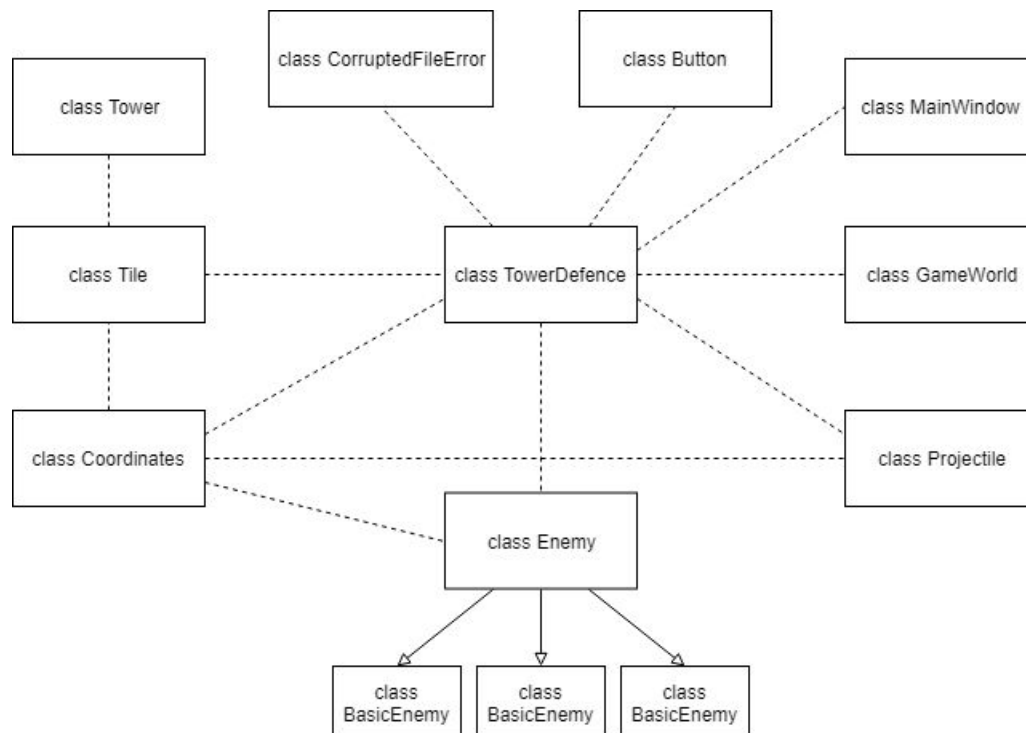 class CorruptedFileError
class Button
class Tower
class MainWindow
class Tile
class TowerDefence
class GameWorld
class Coordinates
class Projectile
class Enemy
class
BasicEnemy
class
BasicEnemy
class
BasicEnemy